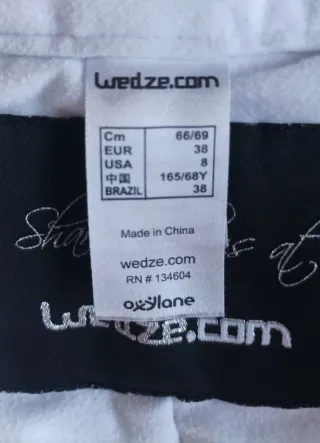 wedze.com
Cm 66/69
EUR 38
USA 8
中国 165/68Y
BRAZIL 38
Made in China
wedze.com
RN # 134604
oxylane
at
wedze.com